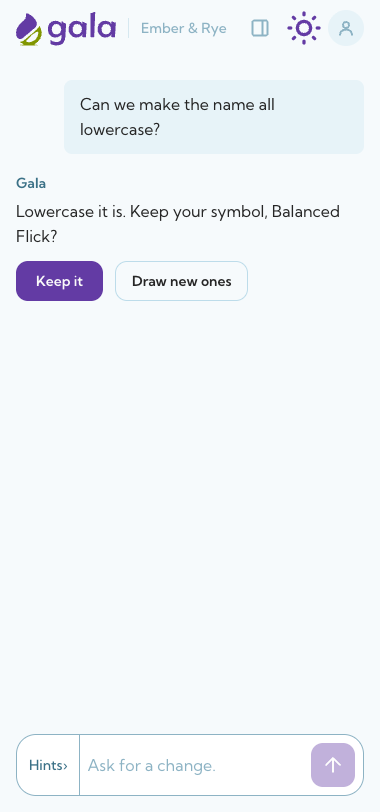 gala
Ember & Rye
Can we make the name all
lowercase?
Gala
Lowercase it is. Keep your symbol, Balanced
Flick?
Keep it
Draw new ones
Hints›
Ask for a change.